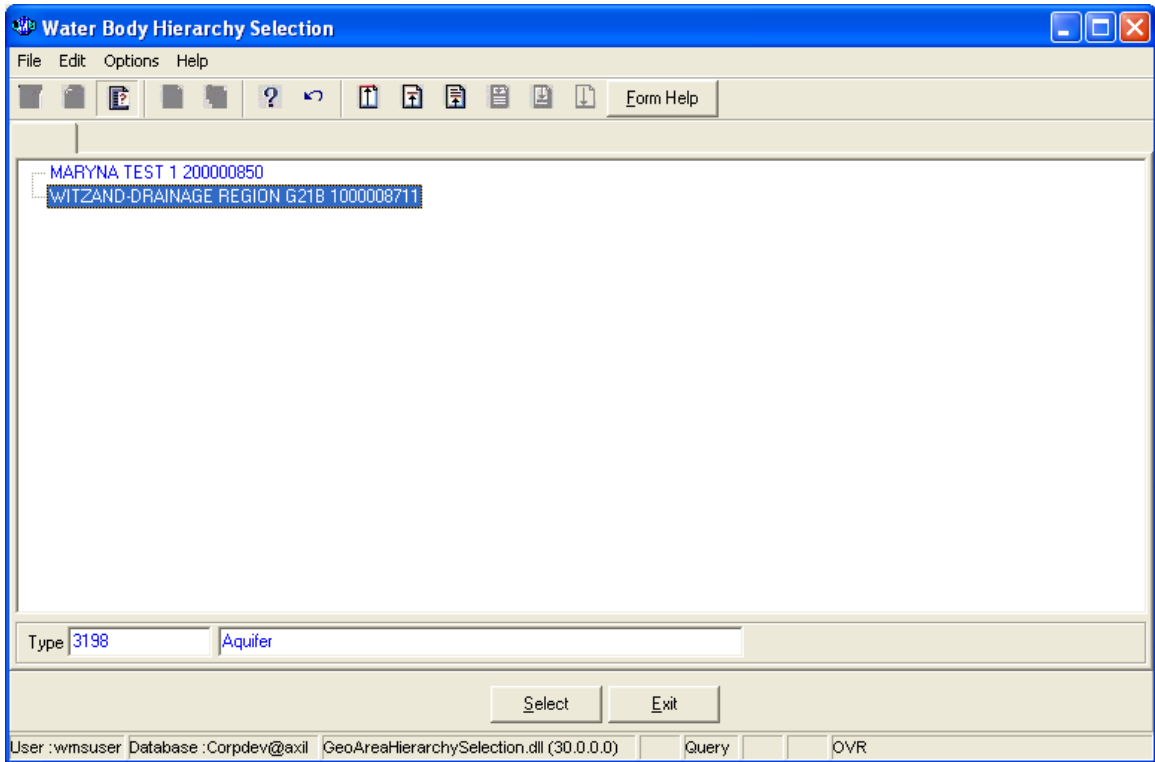 Water Body Hierarchy Selection
File Edit Options Help
Form Help
MARYNA TEST 1 200000850
WITZAND-DRAINAGE REGION G21B 1000008711
Type 3198 Aquifer
Select Exit
User :wmsuser Database :Corpdev@axil GeoAreaHierarchySelection.dll (30.0.0.0) Query OVR